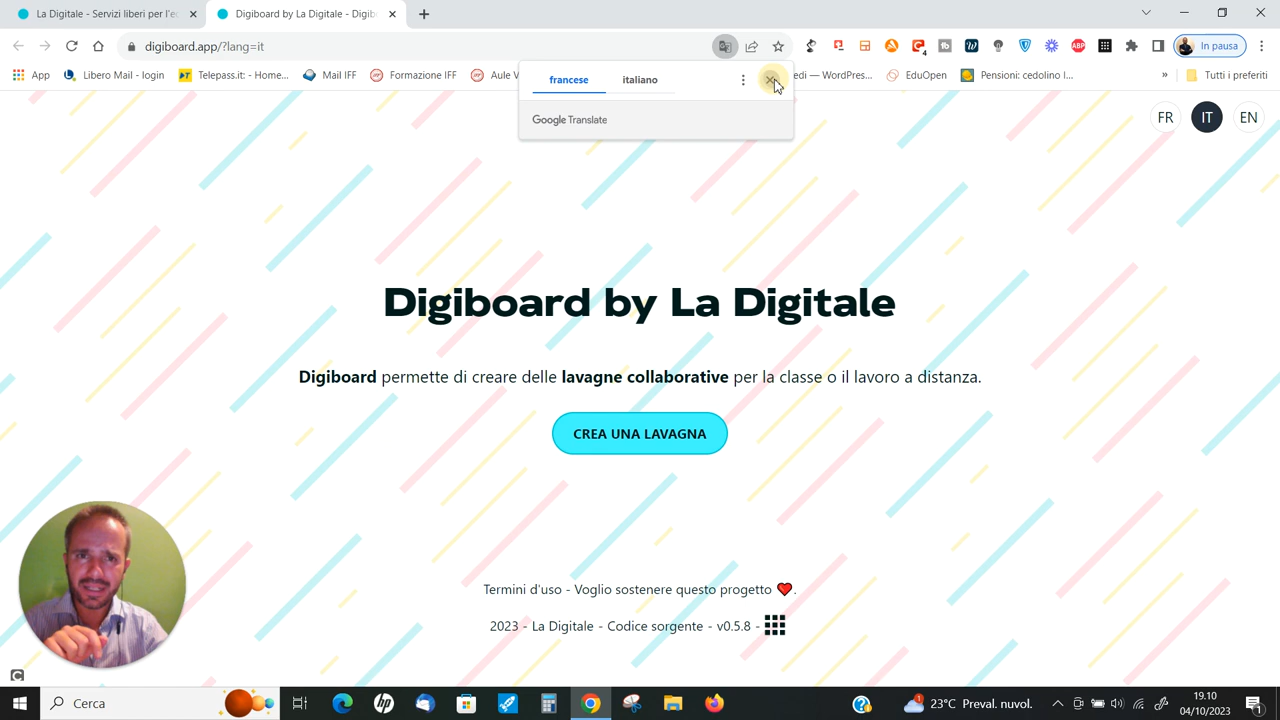 La Digitale - Servizi liberi per l'e
Digiboard by La Digitale - Digib
digiboard.app/?lang=it
4
ABP
In pausa
App
Libero Mail - login
Telepass.it: - Home...
Mail IFF
Formazione IFF
Aule V
edi — WordPres...
EduOpen
Pensioni: cedolino I...
»
Tutti i preferiti
francese
italiano
Google Translate
FR
IT
EN
Digiboard by La Digitale
Digiboard permette di creare delle lavagne collaborative per la classe o il lavoro a distanza.
CREA UNA LAVAGNA
Termini d'uso - Voglio sostenere questo progetto ❤.
2023 - La Digitale - Codice sorgente - v0.5.8 -
Cerca
23°C Preval. nuvol.
19.10
04/10/2023